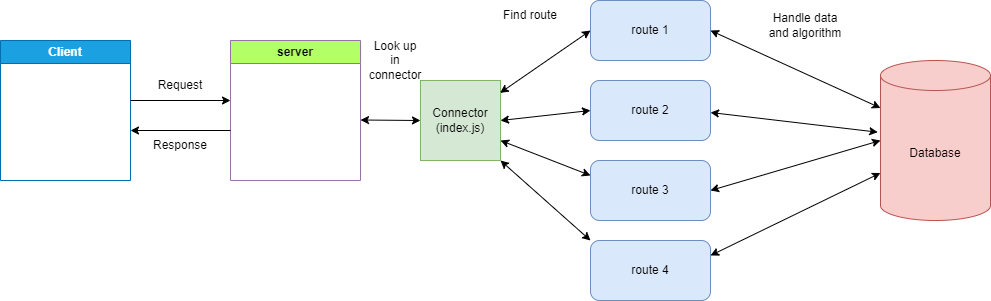 Client
Request
Response
server
Look up
in
connector
Connector
(index.js)
Find route
route 1
route 2
route 3
route 4
Handle data
and algorithm
Database